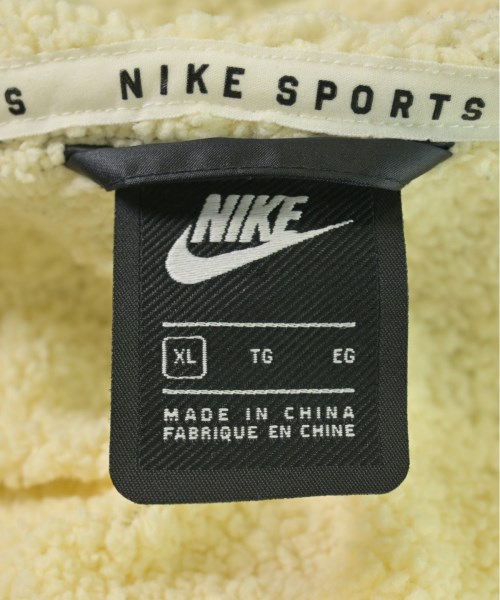 S NIKE SPORTS
NIKE
XL TG EG
MADE IN CHINA
FABRIQUE EN CHINE